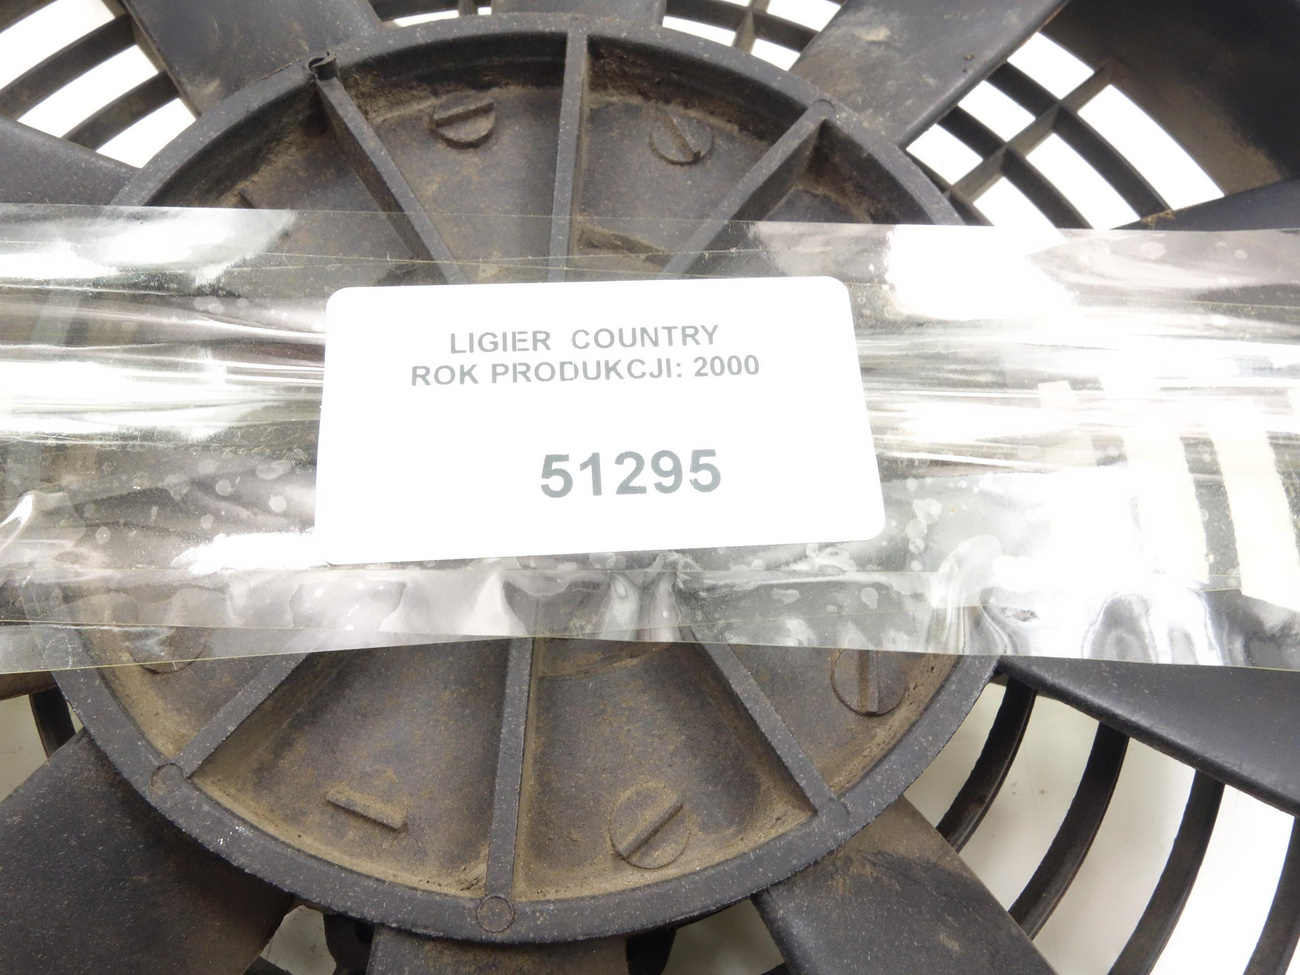 LIGIER COUNTRY
ROK PRODUKCJI: 2000
51295